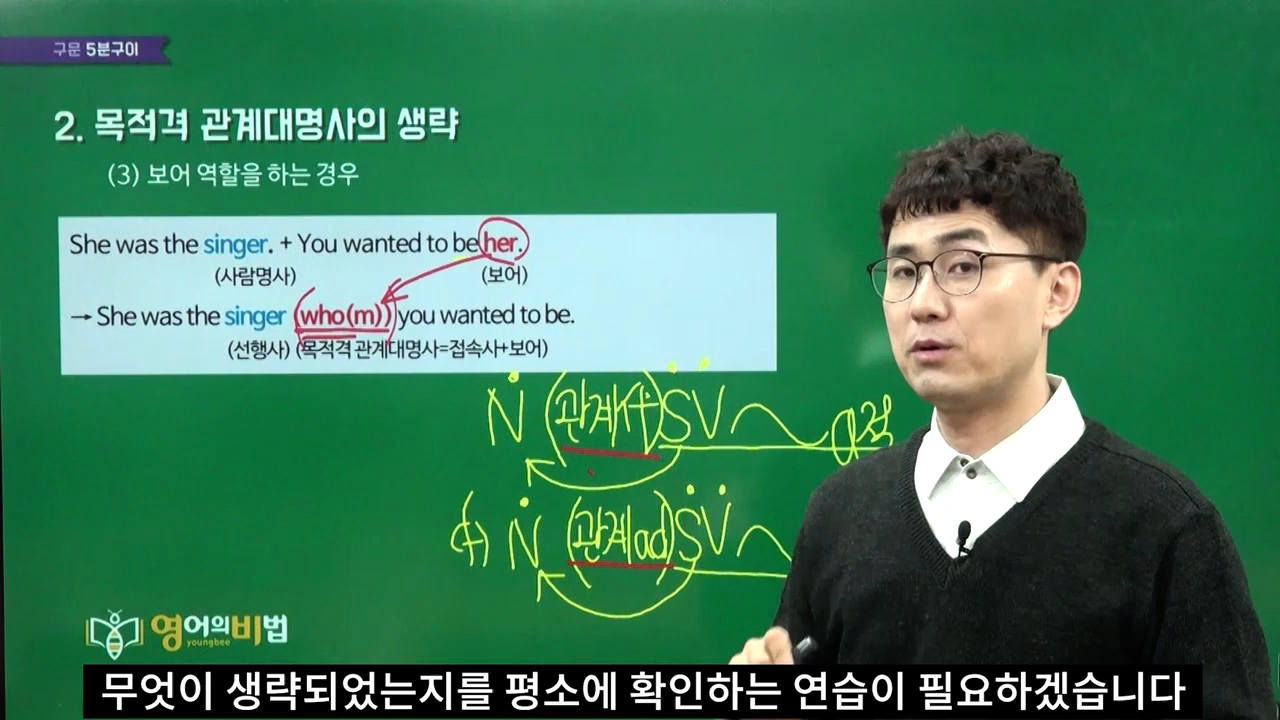 구문 5분구이
2. 목적격 관계대명사의 생략
(3) 보어 역할을 하는 경우
She was the singer. + You wanted to be her.
(사람명사) (보어)
→ She was the singer (who(m)) you wanted to be.
(선행사) (목적격 관계대명사=접속사+보어)
N (관계代) S V
(+) N (관계ad) S V
영어의비법
youngbee
무엇이 생략되었는지를 평소에 확인하는 연습이 필요하겠습니다